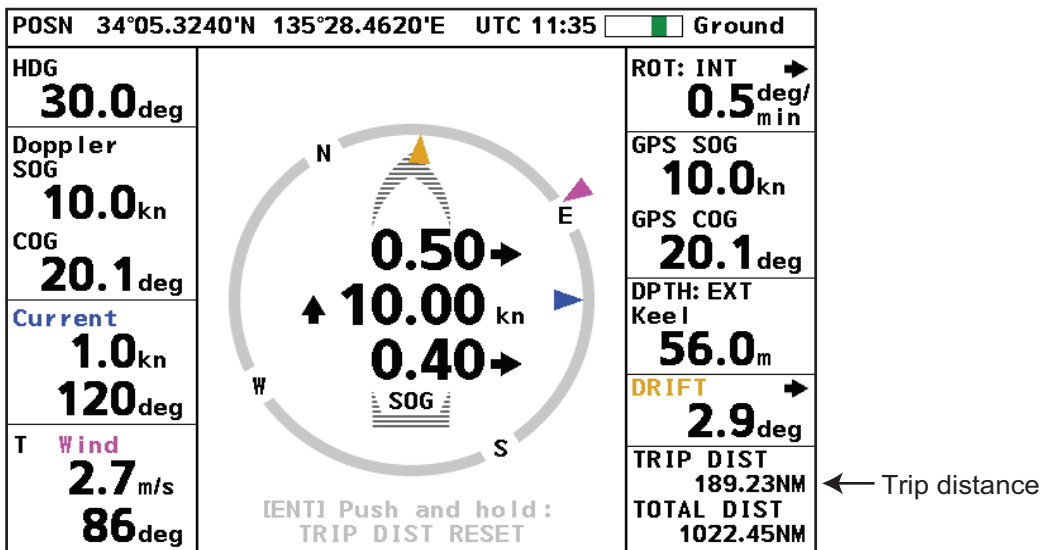 POSN 34°05.3240'N 135°28.4620'E UTC 11:35 Ground
HDG
30.0deg
Doppler
SOG
10.0kn
COG
20.1deg
Current
1.0kn
120deg
T Wind
2.7m/s
86deg
N
E
0.50
10.00 kn
0.40
SOG
W
S
[ENT] Push and hold:
TRIP DIST RESET
ROT: INT
0.5deg/
min
GPS SOG
10.0kn
GPS COG
20.1deg
DPTH: EXT
Keel
56.0m
DRIFT
2.9deg
TRIP DIST
189.23NM
TOTAL DIST
1022.45NM
Trip distance